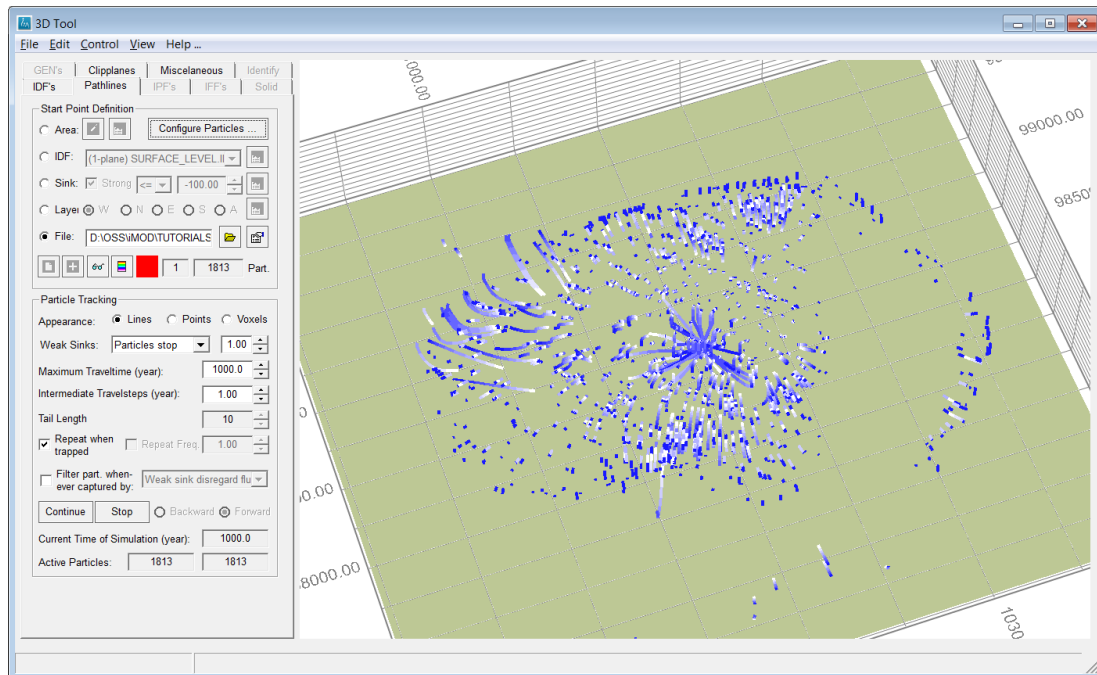 3D Tool
File Edit Control View Help ...
GEN's Clipplanes Miscelaneous Identify
IDF's Pathlines IPF's IFF's Solid
Start Point Definition
Area: Configure Particles ...
IDF: (1-plane) SURFACE_LEVEL.II
Sink: Strong <= -100.00
Layer W N E S A
File: D:\OSS\iMOD\TUTORIALS
1 1813 Part.
Particle Tracking
Appearance: Lines Points Voxels
Weak Sinks: Particles stop 1.00
Maximum Traveltime (year): 1000.0
Intermediate Travelsteps (year): 1.00
Tail Length 10
Repeat when trapped Repeat Freq. 1.00
Filter part. when-
ever captured by: Weak sink disregard flu
Continue Stop Backward Forward
Current Time of Simulation (year): 1000.0
Active Particles: 1813 1813
99000.00
9850
000.00
00.00
8000.00
1030